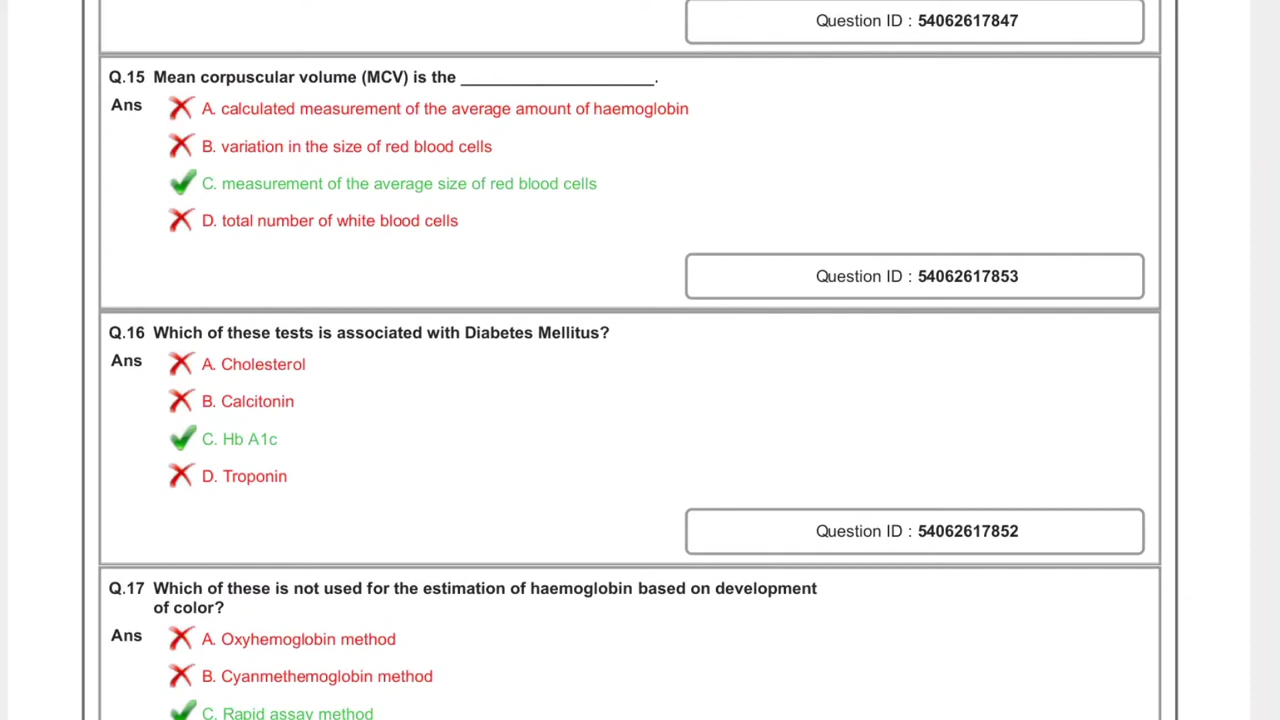 Question ID : 54062617847
Q.15 Mean corpuscular volume (MCV) is the ____________________.
Ans A. calculated measurement of the average amount of haemoglobin
B. variation in the size of red blood cells
C. measurement of the average size of red blood cells
D. total number of white blood cells
Question ID : 54062617853
Q.16 Which of these tests is associated with Diabetes Mellitus?
Ans A. Cholesterol
B. Calcitonin
C. Hb A1c
D. Troponin
Question ID : 54062617852
Q.17 Which of these is not used for the estimation of haemoglobin based on development
of color?
Ans A. Oxyhemoglobin method
B. Cyanmethemoglobin method
C. Rapid assay method